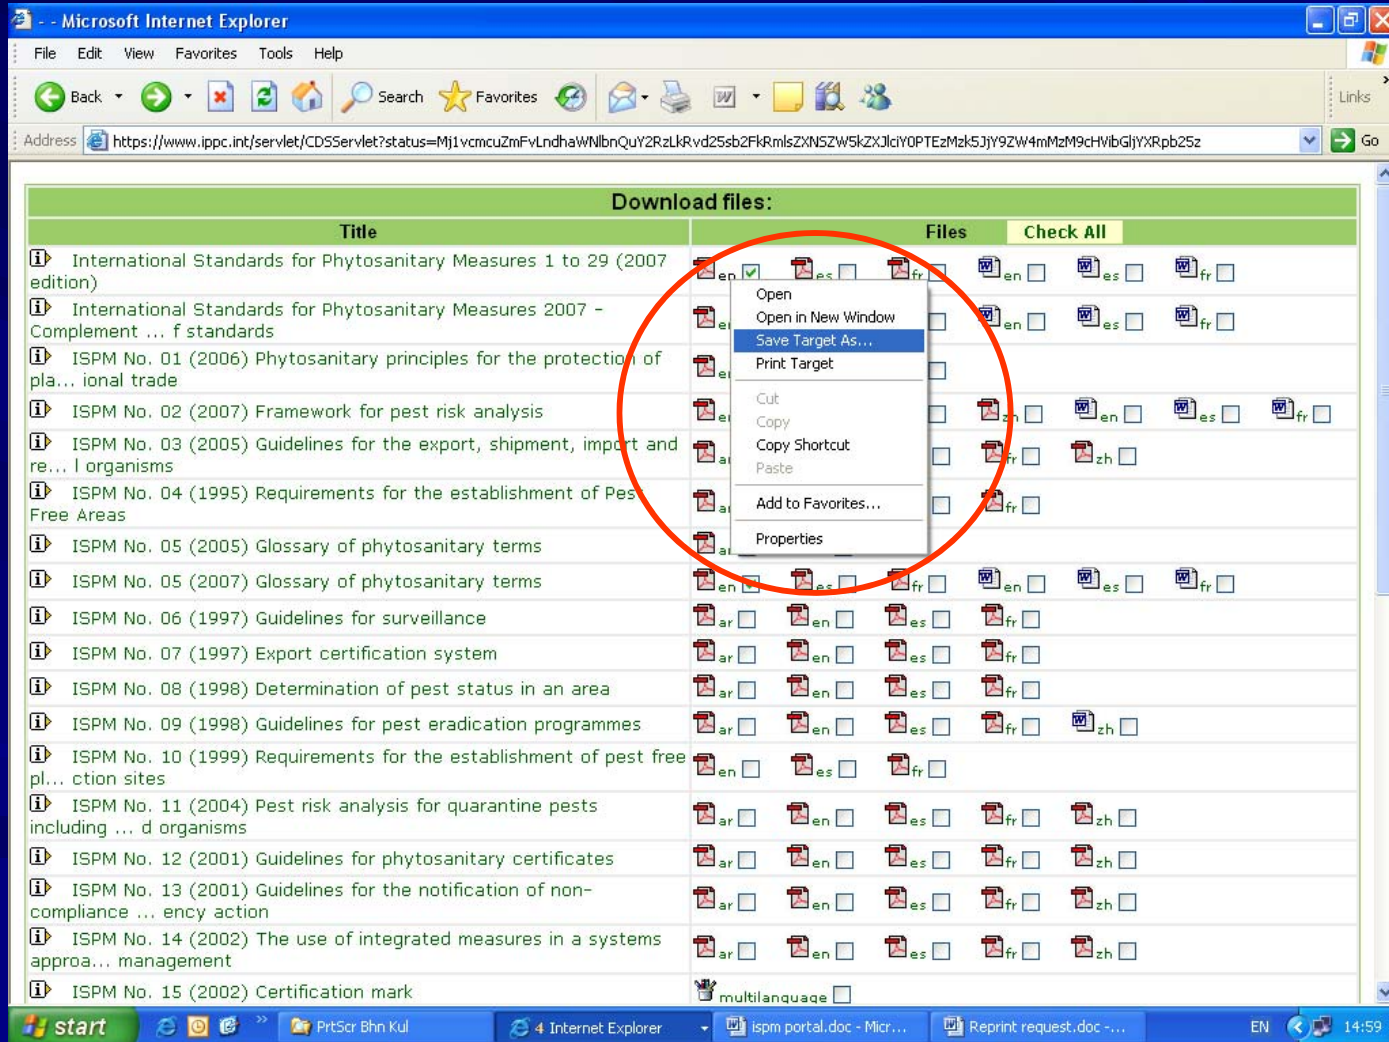 - - Microsoft Internet Explorer
File Edit View Favorites Tools Help
Back Search Favorites Links
Address https://www.ippc.int/servlet/CDSServlet?status=Mj1vcmcuZmFvLndhaWNlbnQuY2RzLkRvd25sb2FkRmlsZXNSZW5kZXJlciY0PTEzMzk5JjY9ZW4mMzM9cHVibGljYXRpb25z Go
Download files:
Title Files Check All
International Standards for Phytosanitary Measures 1 to 29 (2007
edition)
en es fr en es fr
International Standards for Phytosanitary Measures 2007 -
Complement ... f standards
en es fr
ISPM No. 01 (2006) Phytosanitary principles for the protection of
pla... ional trade
ISPM No. 02 (2007) Framework for pest risk analysis
en es fr
ISPM No. 03 (2005) Guidelines for the export, shipment, import and
re... l organisms
fr zh
ISPM No. 04 (1995) Requirements for the establishment of Pest
Free Areas
fr
ISPM No. 05 (2005) Glossary of phytosanitary terms
Open
Open in New Window
Save Target As...
Print Target
Cut
Copy
Copy Shortcut
Paste
Add to Favorites...
Properties
ISPM No. 05 (2007) Glossary of phytosanitary terms en es fr en es fr
ISPM No. 06 (1997) Guidelines for surveillance ar en es fr
ISPM No. 07 (1997) Export certification system ar en es fr
ISPM No. 08 (1998) Determination of pest status in an area ar en es fr
ISPM No. 09 (1998) Guidelines for pest eradication programmes ar en es fr zh
ISPM No. 10 (1999) Requirements for the establishment of pest free
pl... ction sites
en es fr
ISPM No. 11 (2004) Pest risk analysis for quarantine pests
including ... d organisms
ar en es fr zh
ISPM No. 12 (2001) Guidelines for phytosanitary certificates ar en es fr zh
ISPM No. 13 (2001) Guidelines for the notification of non-
compliance ... ency action
ar en es fr zh
ISPM No. 14 (2002) The use of integrated measures in a systems
approa... management
ar en es fr zh
ISPM No. 15 (2002) Certification mark multilanguage
start PrtScr Bhn Kul 4 Internet Explorer ispm portal.doc - Micr... Reprint request.doc -... EN 14:59